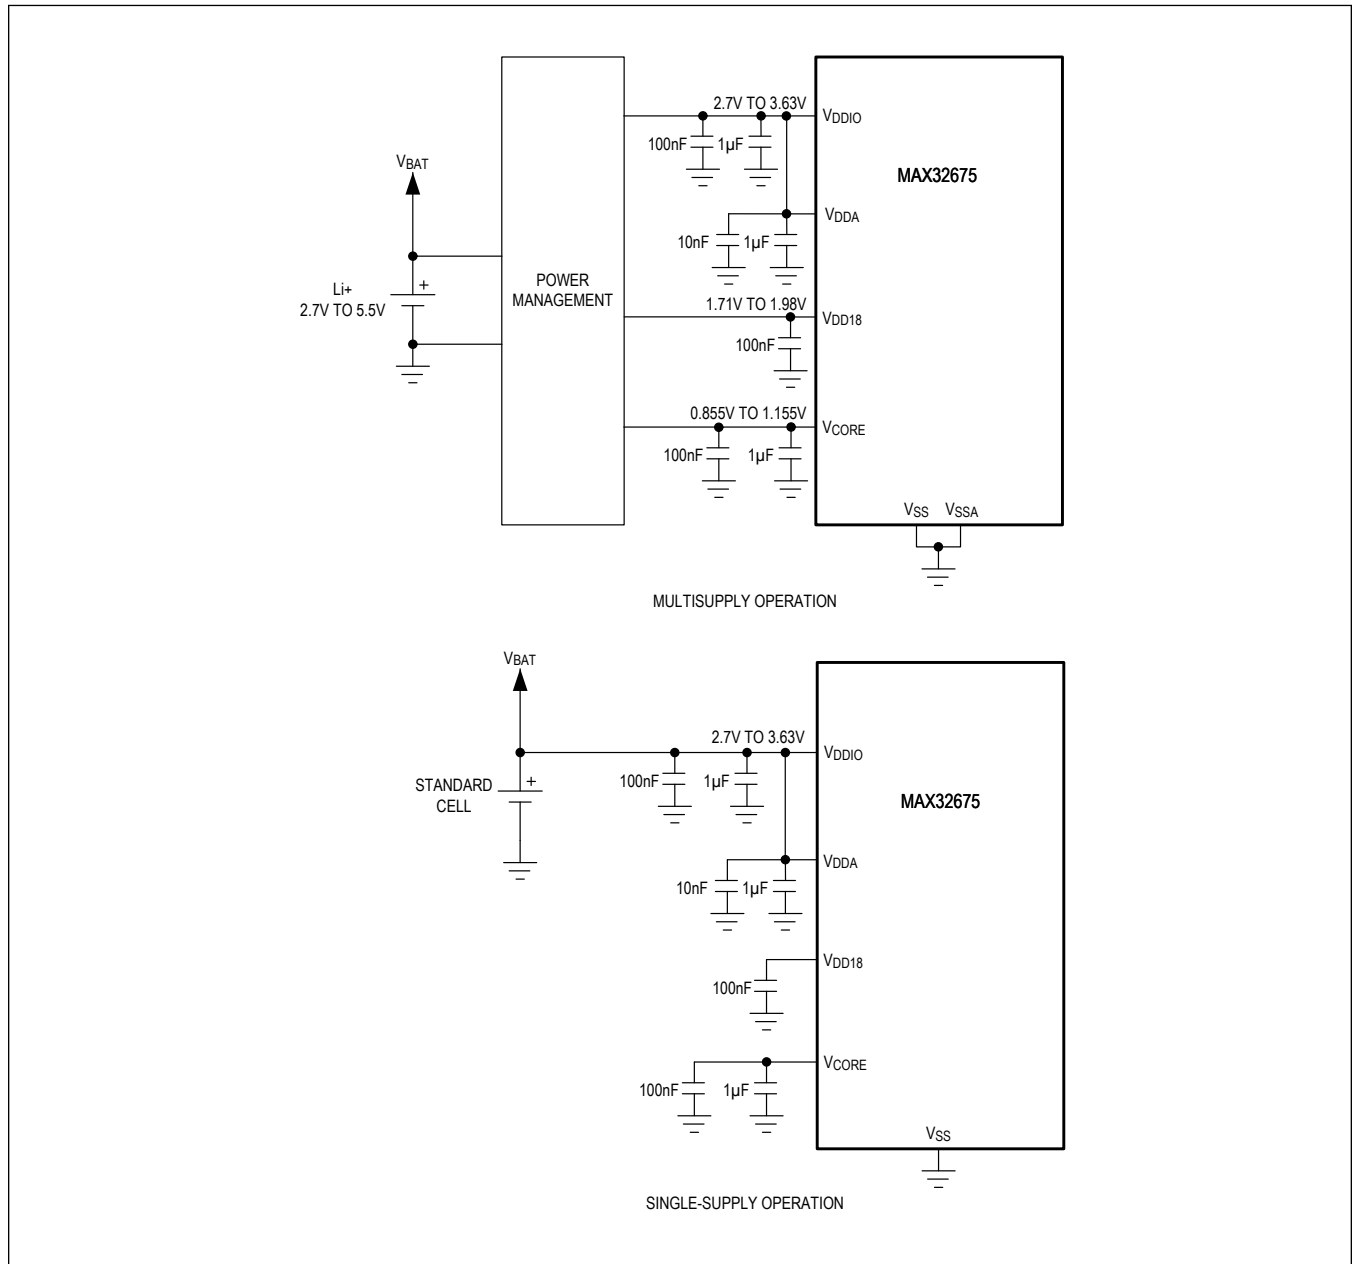 2.7V TO 3.63V
VDDIO
100nF
1µF
MAX32675
VBAT
VDDA
10nF
1µF
+
Li+
2.7V TO 5.5V
POWER
MANAGEMENT
1.71V TO 1.98V
VDD18
100nF
0.855V TO 1.155V
VCORE
100nF
1µF
VSS
VSSA
MULTISUPPLY OPERATION
VBAT
2.7V TO 3.63V
VDDIO
100nF
1µF
STANDARD
CELL
+
MAX32675
VDDA
10nF
1µF
VDD18
100nF
VCORE
100nF
1µF
VSS
SINGLE-SUPPLY OPERATION